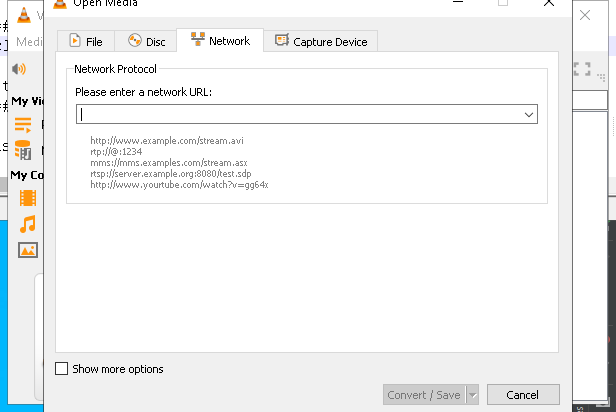 Open Media
##
Medi
File
Disc
Network
Capture Device
Network Protocol
Please enter a network URL:
http://www.example.com/stream.avi
rtp://@:1234
mms://mms.examples.com/stream.asx
rtsp://server.example.org:8080/test.sdp
http://www.yourtube.com/watch?v=gg64x
My Vi
My Co
Show more options
Convert / Save
Cancel